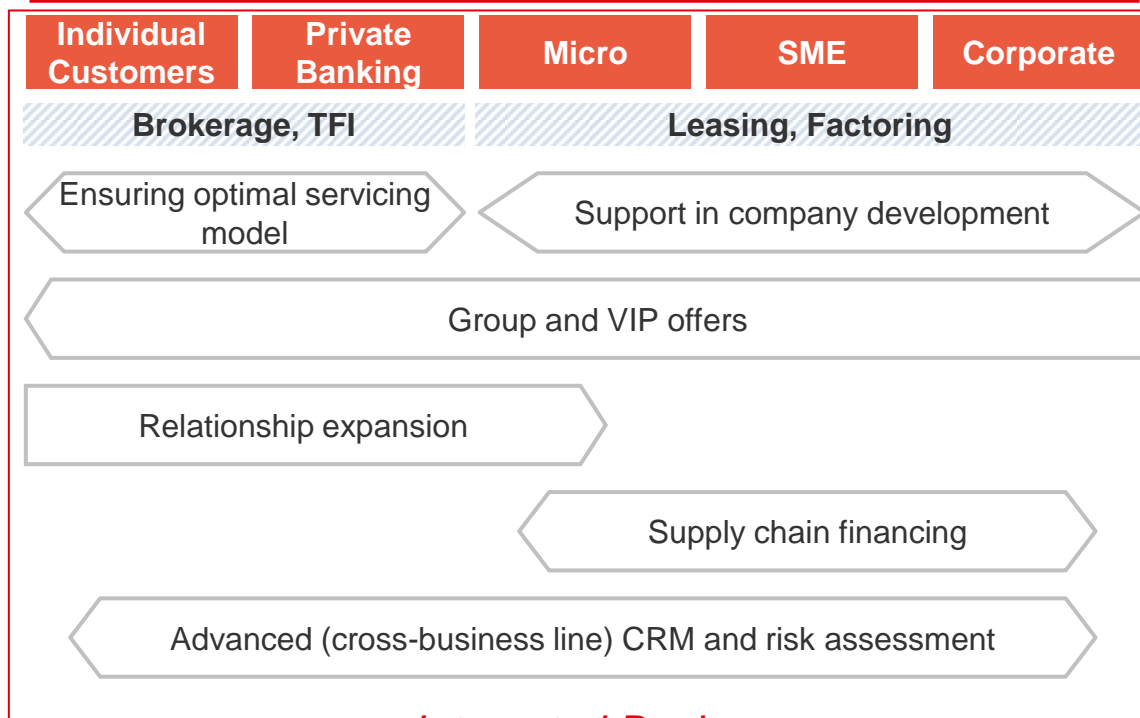 Individual
Customers
Private
Banking
Micro
SME
Corporate
Brokerage, TFI
Leasing, Factoring
Ensuring optimal servicing
model
Support in company development
Group and VIP offers
Relationship expansion
Supply chain financing
Advanced (cross-business line) CRM and risk assessment